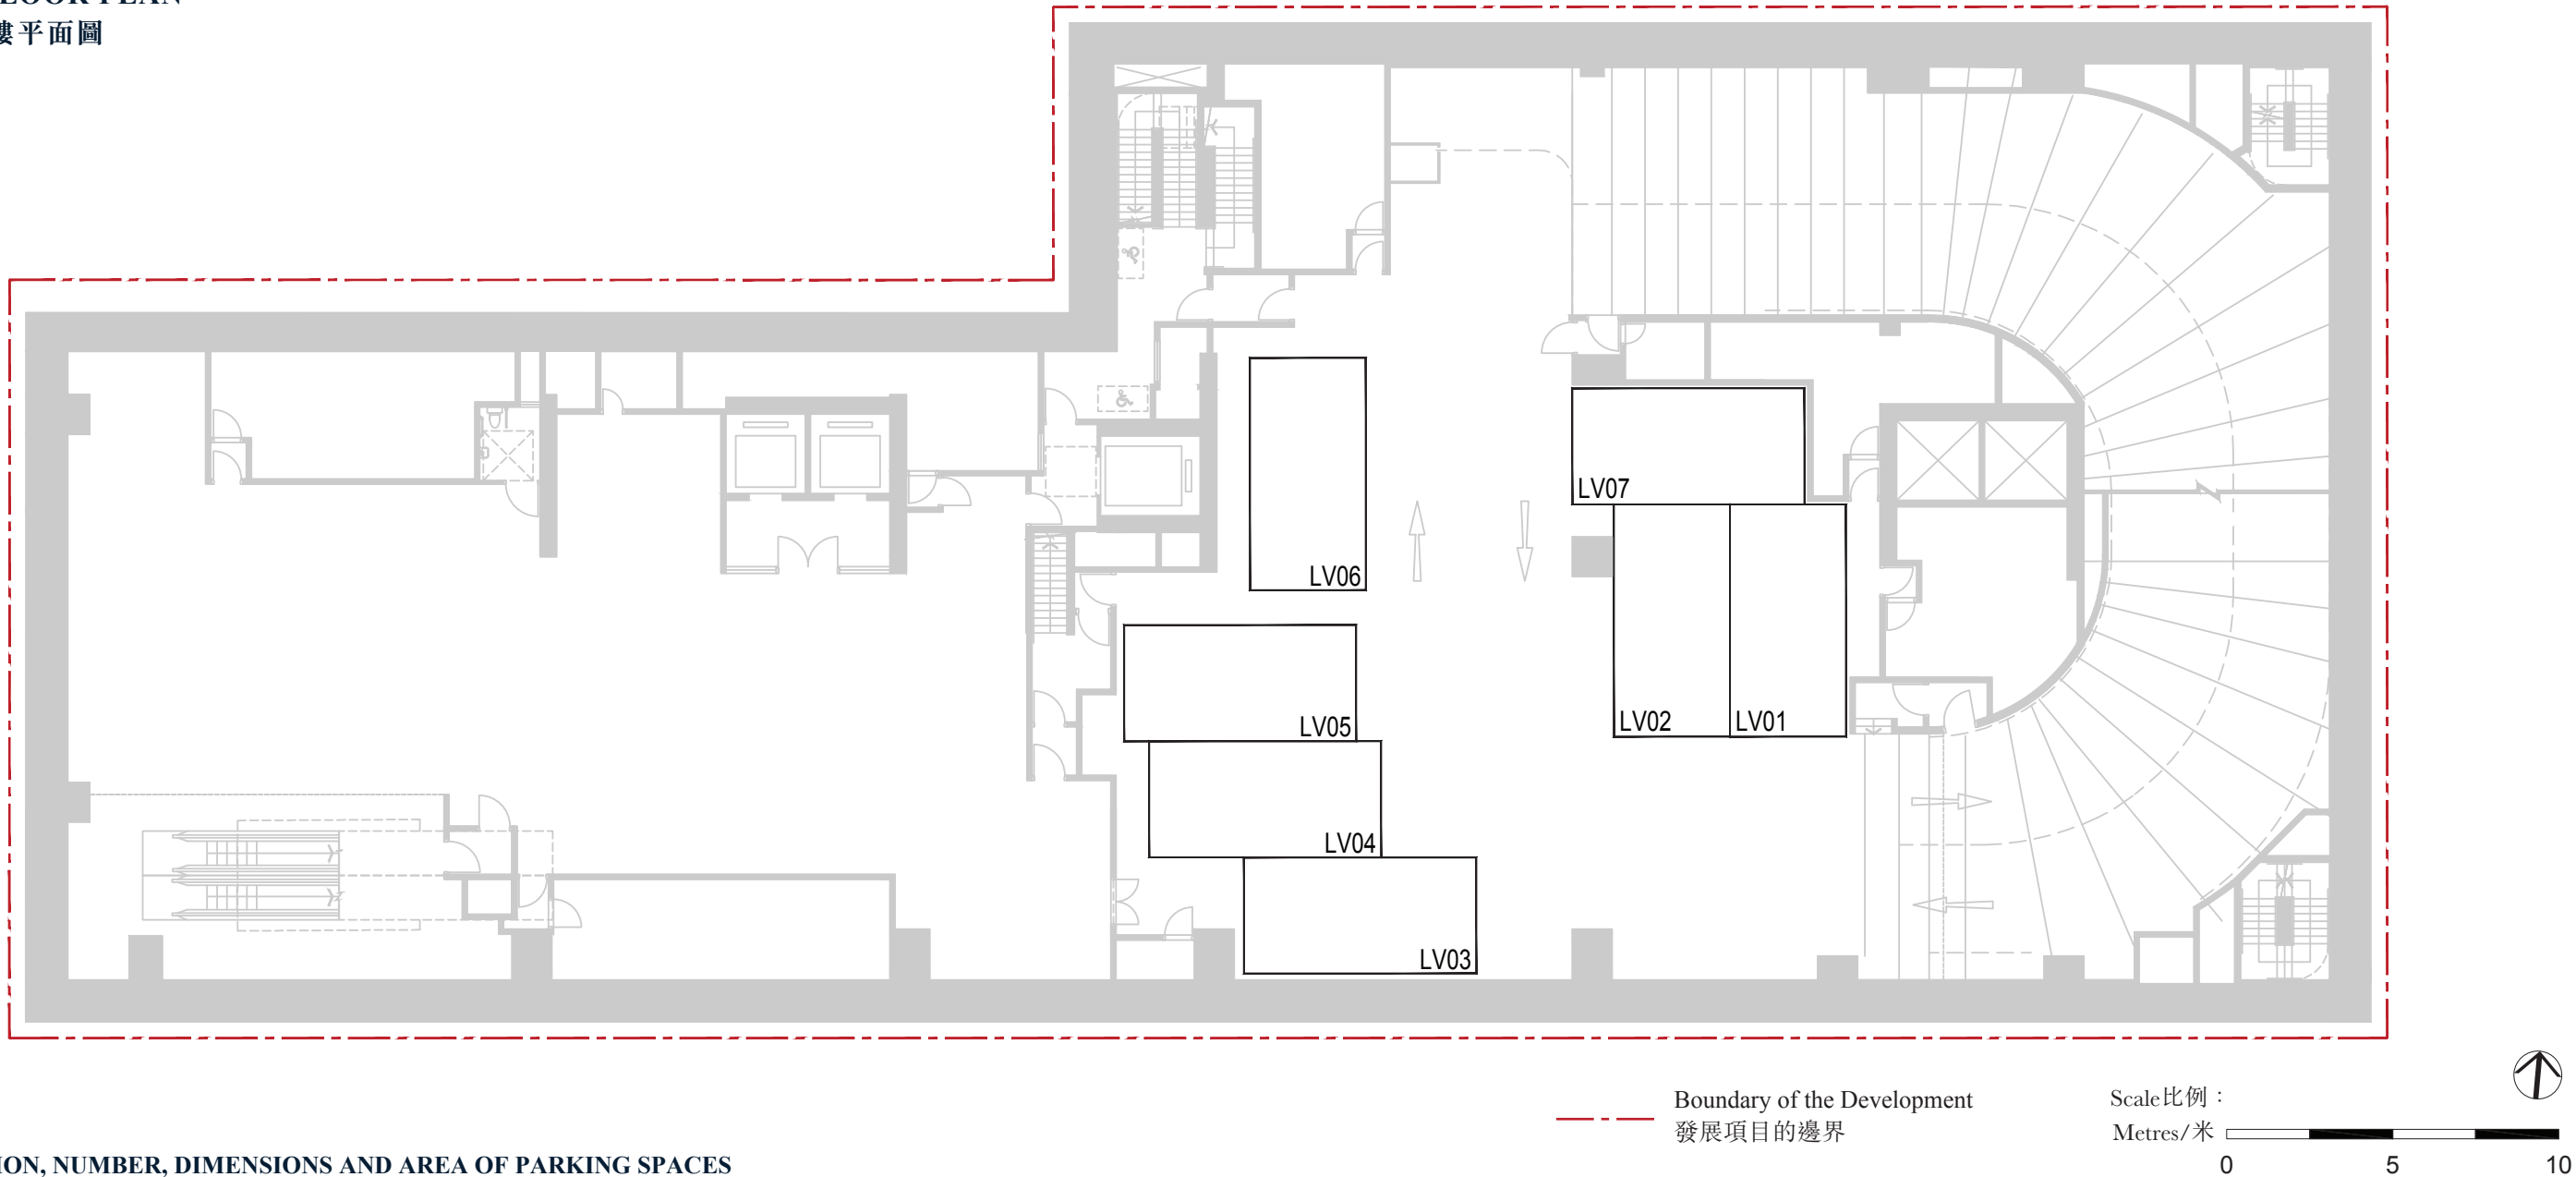 FLOOR PLAN
樓平面圖
LV07
LV06
LV05
LV02
LV01
LV04
LV03
Boundary of the Development
發展項目的邊界
Scale比例：
Metres/米
0 5 10
ION, NUMBER, DIMENSIONS AND AREA OF PARKING SPACES